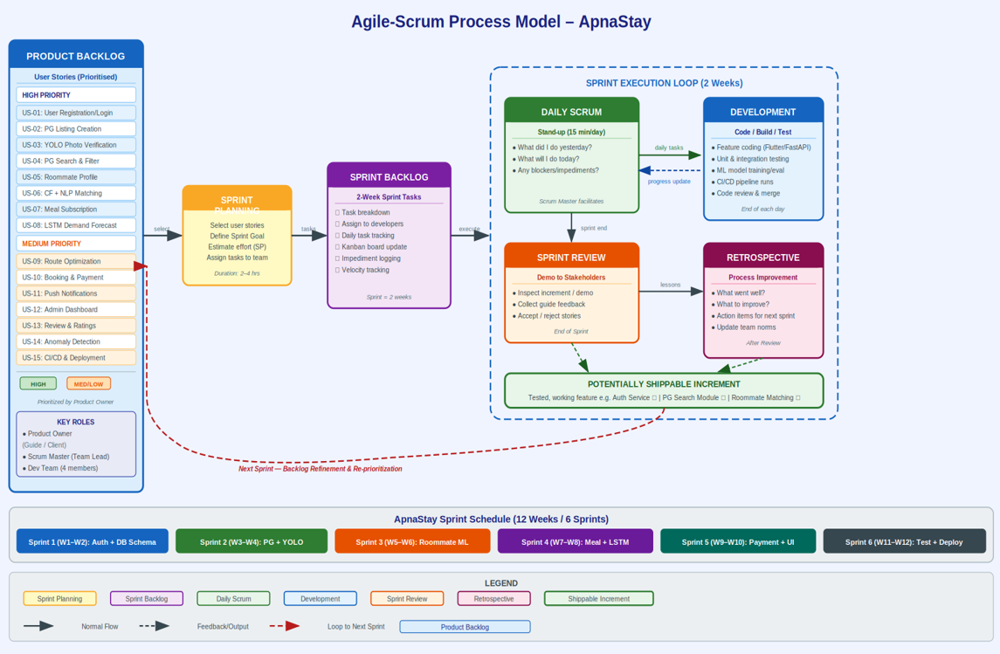 Agile-Scrum Process Model – ApnaStay
PRODUCT BACKLOG
User Stories (Prioritised)
HIGH PRIORITY
US-01: User Registration/Login
US-02: PG Listing Creation
US-03: YOLO Photo Verification
US-04: PG Search & Filter
US-05: Roommate Profile
US-06: CF + NLP Matching
US-07: Meal Subscription
US-08: LSTM Demand Forecast
MEDIUM PRIORITY
US-09: Route Optimization
US-10: Booking & Payment
US-11: Push Notifications
US-12: Admin Dashboard
US-13: Review & Ratings
US-14: Anomaly Detection
US-15: CI/CD & Deployment
HIGH
MED/LOW
Prioritized by Product Owner
KEY ROLES
● Product Owner
(Guide / Client)
● Scrum Master (Team Lead)
● Dev Team (4 members)
select
SPRINT
PLANNING
Select user stories
Define Sprint Goal
Estimate effort (SP)
Assign tasks to team
Duration: 2–4 hrs
tasks
SPRINT BACKLOG
2-Week Sprint Tasks
Task breakdown
Assign to developers
Daily task tracking
Kanban board update
Impediment logging
Velocity tracking
Sprint = 2 weeks
execute
SPRINT EXECUTION LOOP (2 Weeks)
DAILY SCRUM
Stand-up (15 min/day)
● What did I do yesterday?
● What will I do today?
● Any blockers/impediments?
Scrum Master facilitates
daily tasks
progress update
DEVELOPMENT
Code / Build / Test
● Feature coding (Flutter/FastAPI)
● Unit & integration testing
● ML model training/eval
● CI/CD pipeline runs
● Code review & merge
End of each day
sprint end
SPRINT REVIEW
Demo to Stakeholders
● Inspect increment / demo
● Collect guide feedback
● Accept / reject stories
End of Sprint
lessons
RETROSPECTIVE
Process Improvement
● What went well?
● What to improve?
● Action items for next sprint
● Update team norms
After Review
POTENTIALLY SHIPPABLE INCREMENT
Tested, working feature e.g. Auth Service | PG Search Module | Roommate Matching
Next Sprint — Backlog Refinement & Re-prioritization
ApnaStay Sprint Schedule (12 Weeks / 6 Sprints)
Sprint 1 (W1–W2): Auth + DB Schema
Sprint 2 (W3–W4): PG + YOLO
Sprint 3 (W5–W6): Roommate ML
Sprint 4 (W7–W8): Meal + LSTM
Sprint 5 (W9–W10): Payment + UI
Sprint 6 (W11–W12): Test + Deploy
LEGEND
Sprint Planning
Sprint Backlog
Daily Scrum
Development
Sprint Review
Retrospective
Shippable Increment
Normal Flow
Feedback/Output
Loop to Next Sprint
Product Backlog